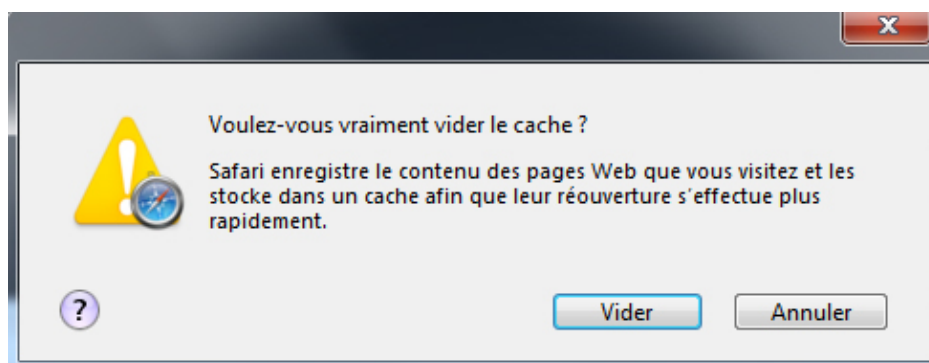 Voulez-vous vraiment vider le cache ?
Safari enregistre le contenu des pages Web que vous visitez et les
stocke dans un cache afin que leur réouverture s'effectue plus
rapidement.
?
Vider
Annuler